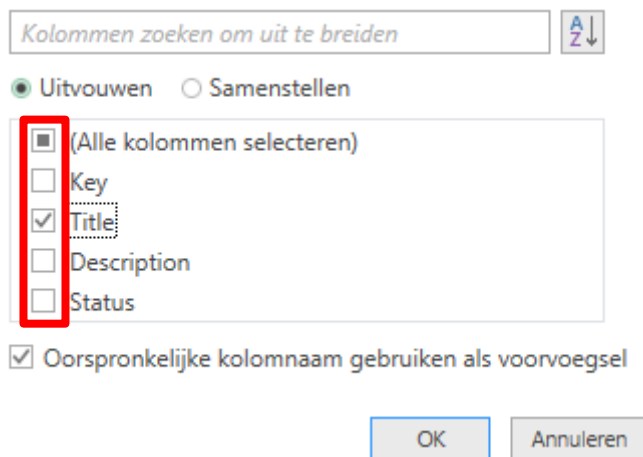 Kolommen zoeken om uit te breiden
A
Z
Uitvouwen Samenstellen
(Alle kolommen selecteren)
Key
Title
Description
Status
Oorspronkelijke kolomnaam gebruiken als voorvoegsel
OK Annuleren